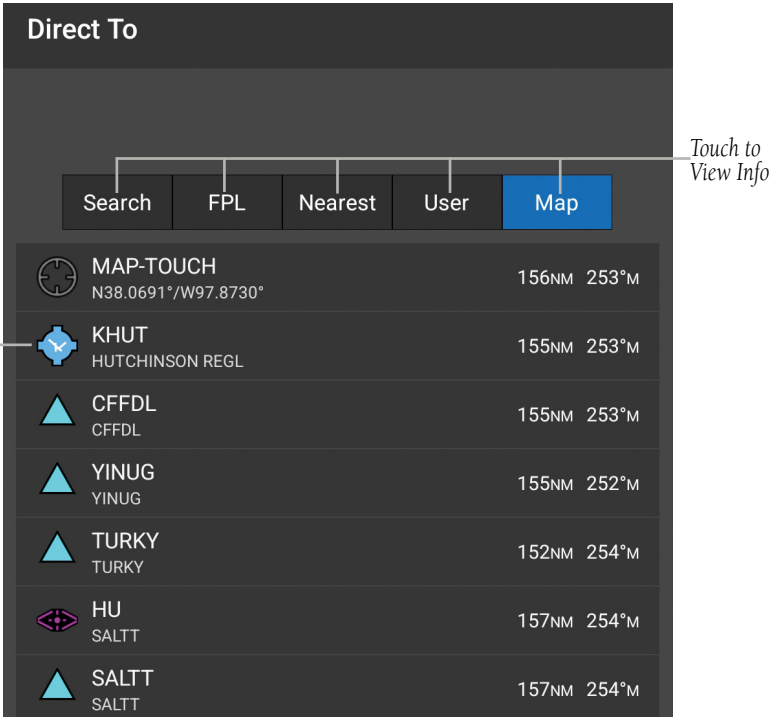 Direct To
Touch to
View Info
Search FPL Nearest User Map
MAP-TOUCH
N38.0691°/W97.8730°
156NM 253°M
KHUT
HUTCHINSON REGL
155NM 253°M
CFFDL
CFFDL
155NM 253°M
YINUG
YINUG
155NM 252°M
TURKY
TURKY
152NM 254°M
HU
SALTT
157NM 254°M
SALTT
SALTT
157NM 254°M